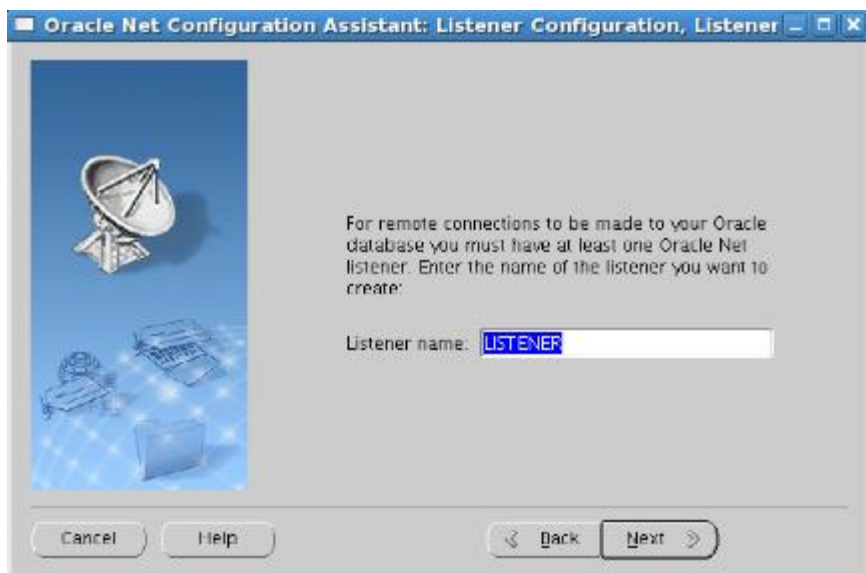 Oracle Net Configuration Assistant: Listener Configuration, Listener
For remote connections to be made to your Oracle
database you must have at least one Oracle Net
listener. Enter the name of the listener you want to
create:
Listener name: LISTENER
Cancel Help Back Next